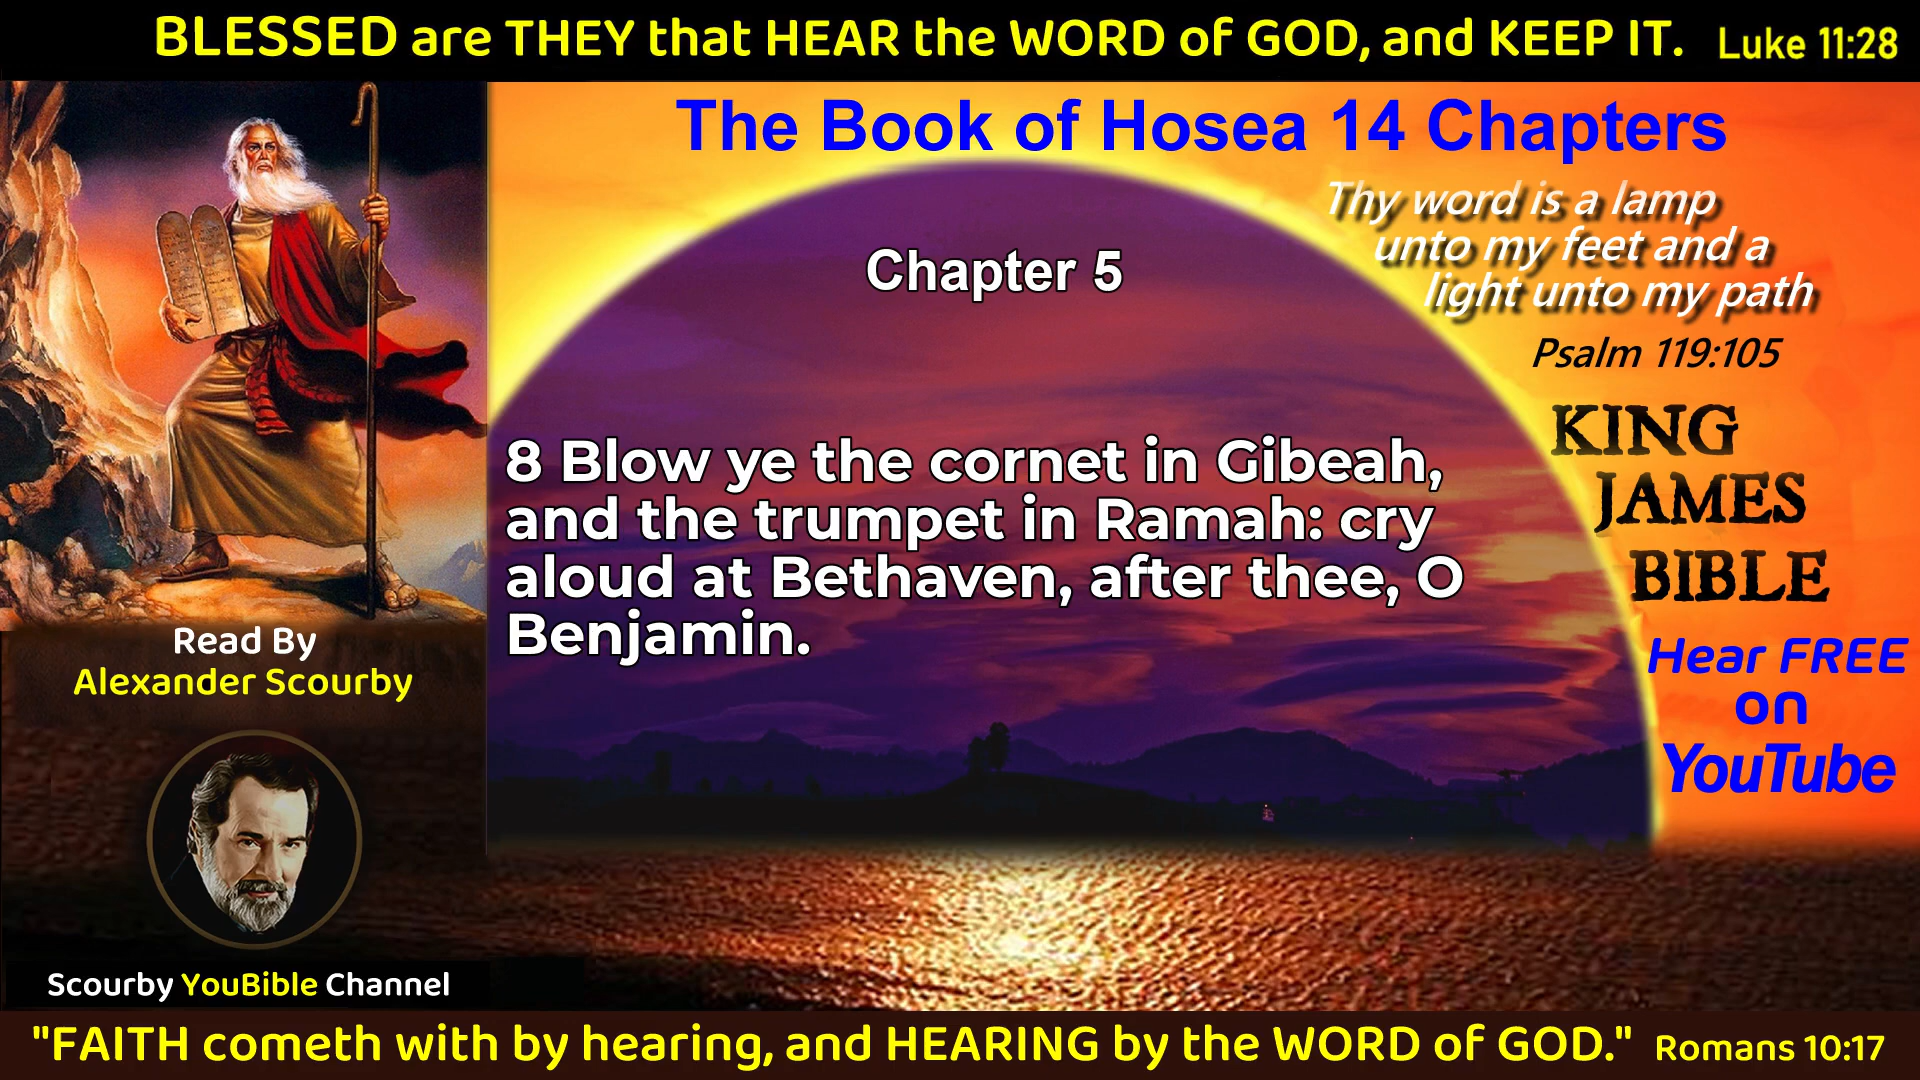 BLESSED are THEY that HEAR the WORD of GOD, and KEEP IT. Luke 11:28
The Book of Hosea 14 Chapters
Thy word is a lamp
unto my feet and a
light unto my path
Psalm 119:105
Chapter 5
KING
JAMES
BIBLE
8 Blow ye the cornet in Gibeah,
and the trumpet in Ramah: cry
aloud at Bethaven, after thee, O
Benjamin.
Hear FREE
on
YouTube
Read By
Alexander Scourby
Scourby YouBible Channel
"FAITH cometh with by hearing, and HEARING by the WORD of GOD." Romans 10:17